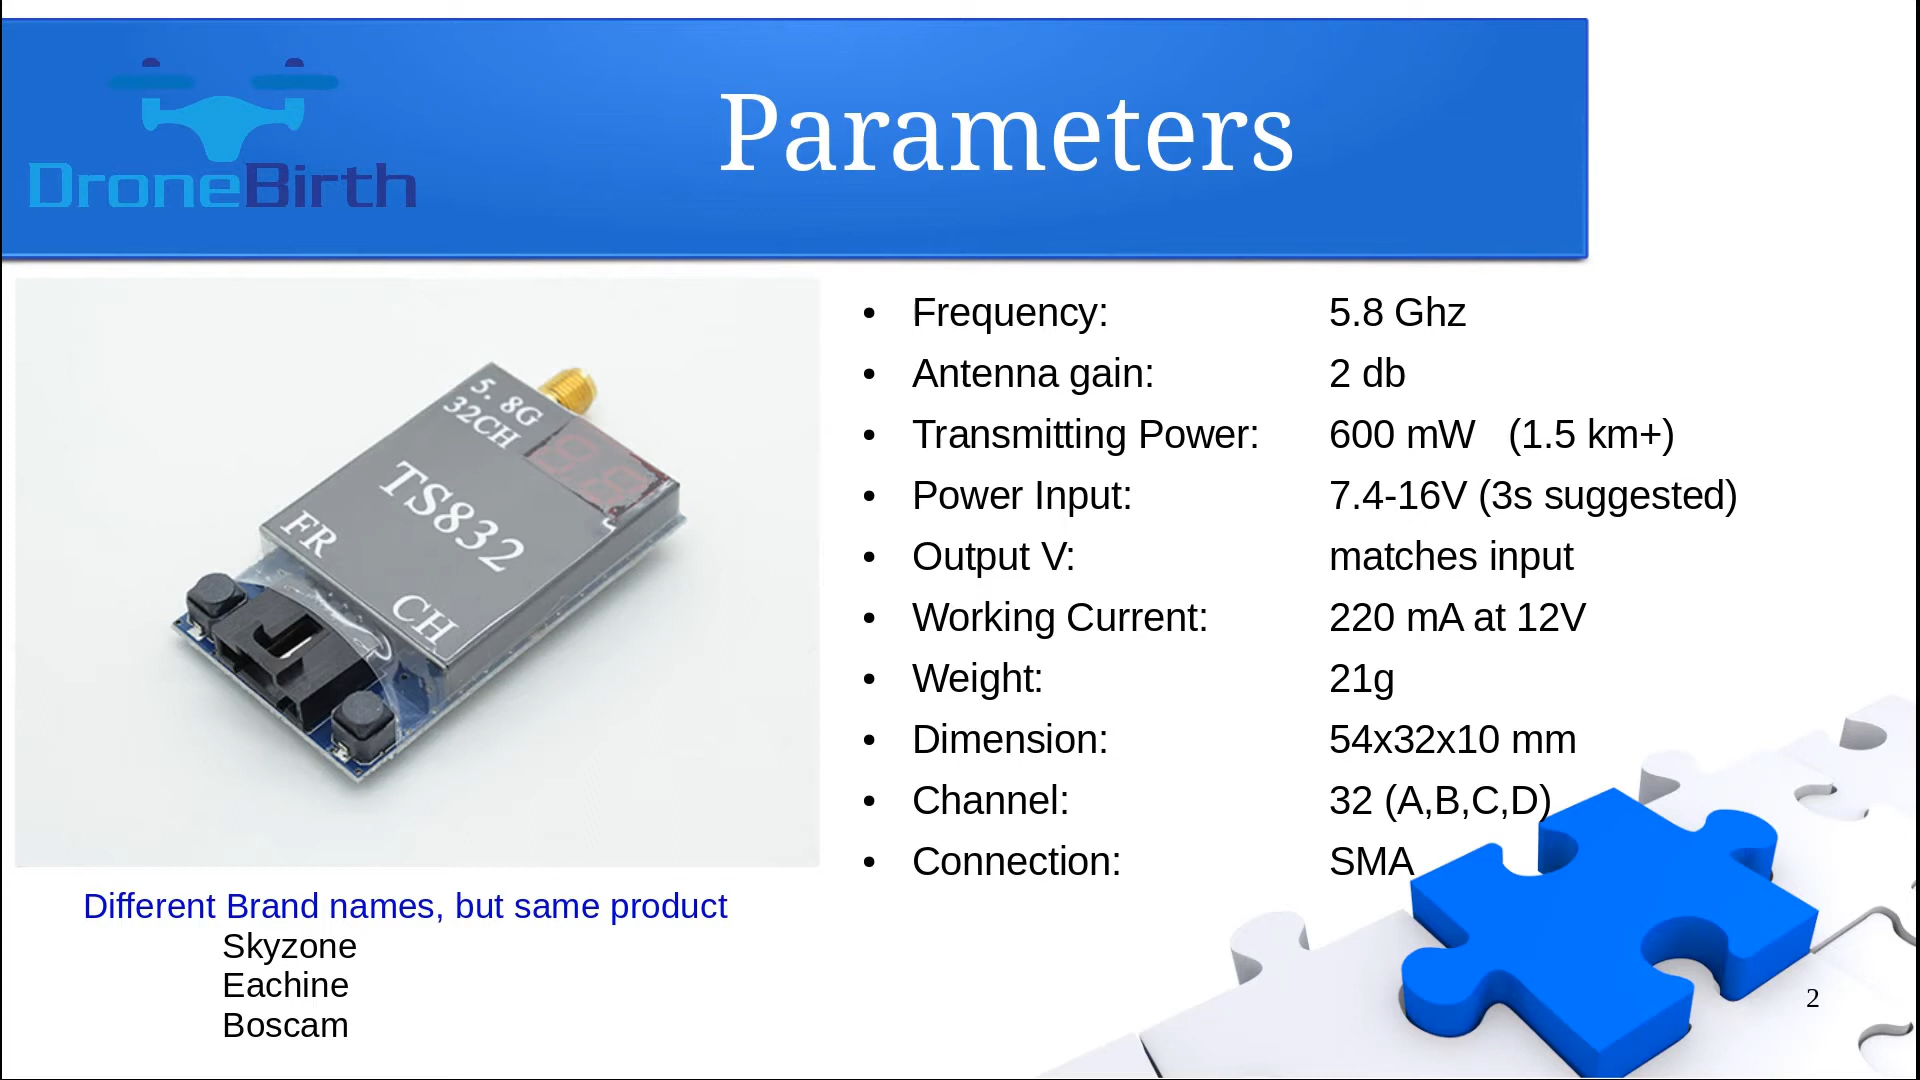 DroneBirth
Parameters
5. 8G
32CH
TS832
FR
CH
• Frequency: 5.8 Ghz
• Antenna gain: 2 db
• Transmitting Power: 600 mW (1.5 km+)
• Power Input: 7.4-16V (3s suggested)
• Output V: matches input
• Working Current: 220 mA at 12V
• Weight: 21g
• Dimension: 54x32x10 mm
• Channel: 32 (A,B,C,D)
• Connection: SMA
Different Brand names, but same product
Skyzone
Eachine
Boscam
2